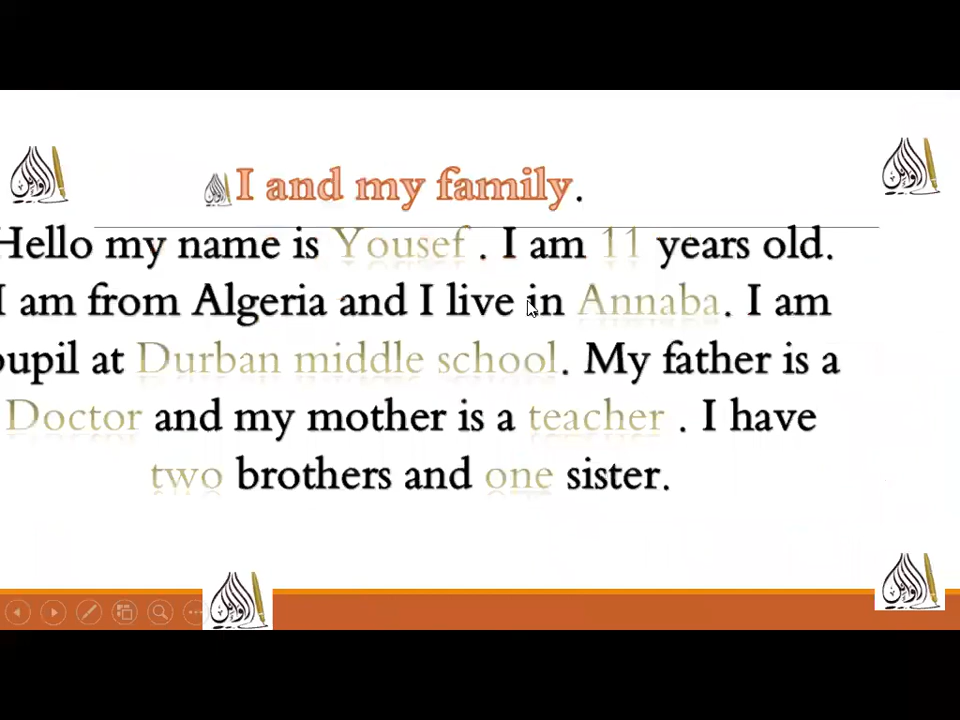 I and my family.
Hello my name is Yousef . I am 11 years old.
I am from Algeria and I live in Annaba. I am
pupil at Durban middle school. My father is a
Doctor and my mother is a teacher . I have
two brothers and one sister.